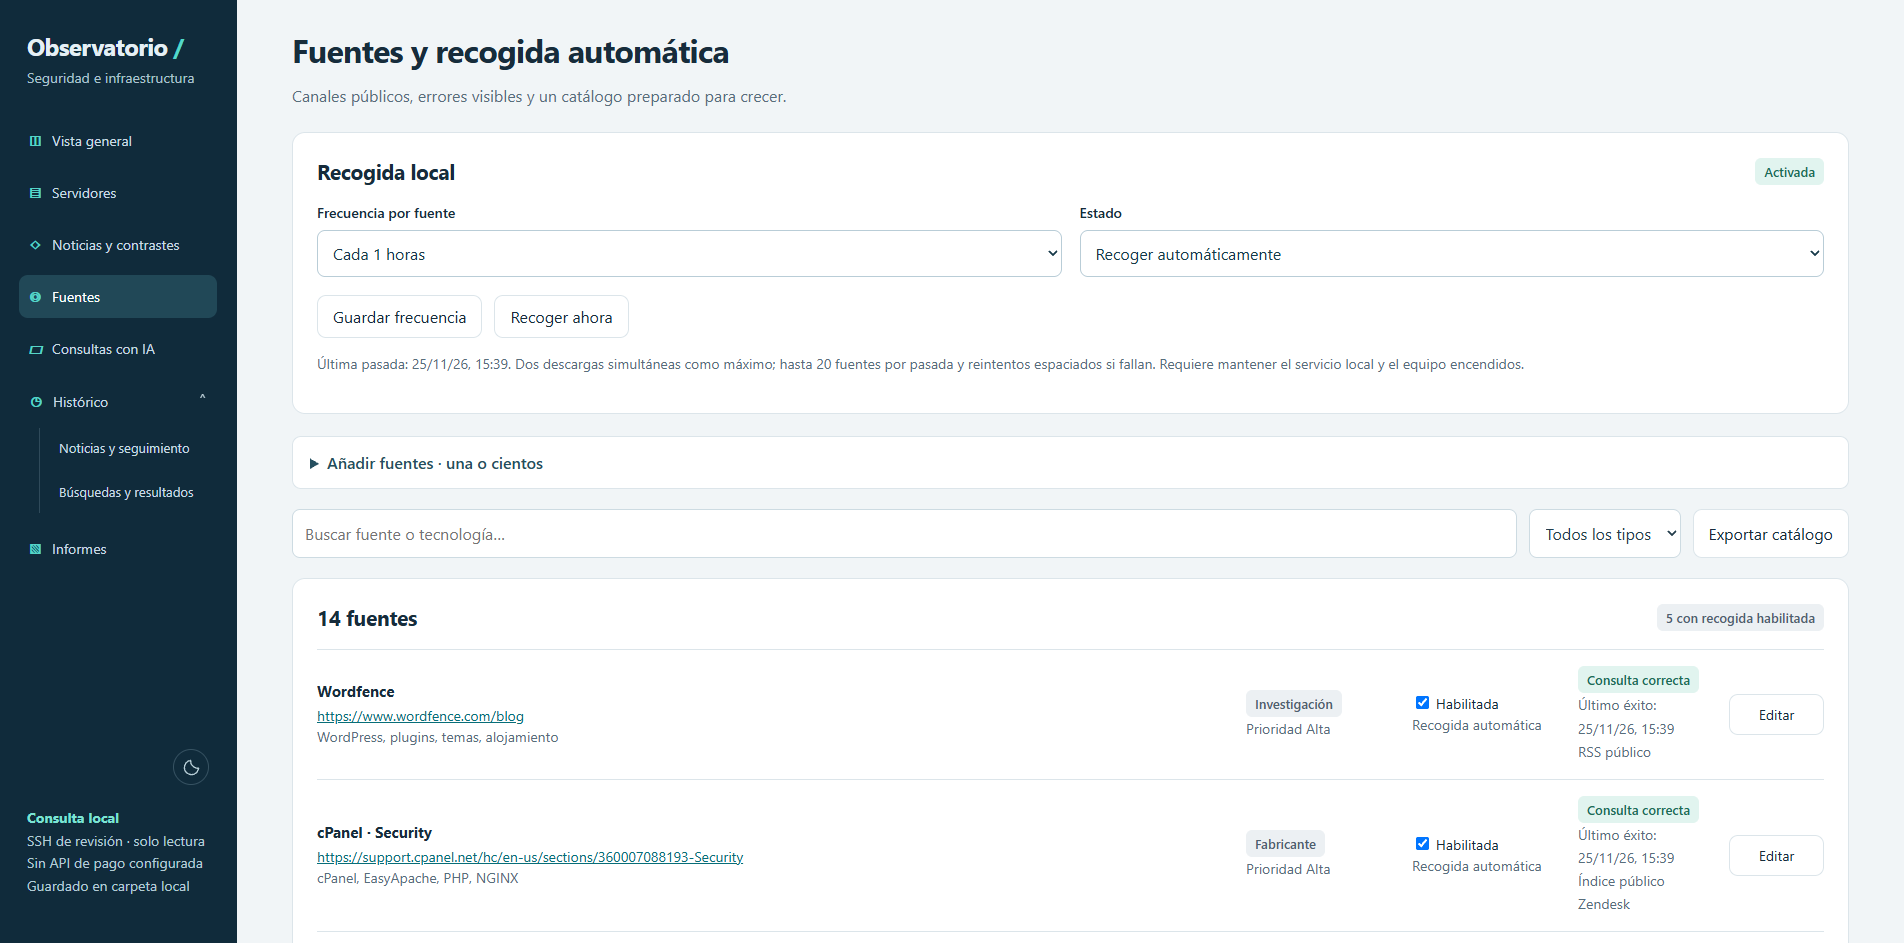 Observatorio /
Seguridad e infraestructura
Vista general
Servidores
Noticias y contrastes
Fuentes
Consultas con IA
Histórico
Noticias y seguimiento
Búsquedas y resultados
Informes
Consulta local
SSH de revisión · solo lectura
Sin API de pago configurada
Guardado en carpeta local
Fuentes y recogida automática
Canales públicos, errores visibles y un catálogo preparado para crecer.
Recogida local
Activada
Frecuencia por fuente
Estado
Cada 1 horas
Recoger automáticamente
Guardar frecuencia
Recoger ahora
Última pasada: 25/11/26, 15:39. Dos descargas simultáneas como máximo; hasta 20 fuentes por pasada y reintentos espaciados si fallan. Requiere mantener el servicio local y el equipo encendidos.
Añadir fuentes · una o cientos
Buscar fuente o tecnología...
Todos los tipos
Exportar catálogo
14 fuentes
5 con recogida habilitada
Wordfence
https://www.wordfence.com/blog
WordPress, plugins, temas, alojamiento
Investigación
Prioridad Alta
Habilitada
Recogida automática
Consulta correcta
Último éxito:
25/11/26, 15:39
RSS público
Editar
cPanel · Security
https://support.cpanel.net/hc/en-us/sections/360007088193-Security
cPanel, EasyApache, PHP, NGINX
Fabricante
Prioridad Alta
Habilitada
Recogida automática
Consulta correcta
Último éxito:
25/11/26, 15:39
Índice público
Zendesk
Editar